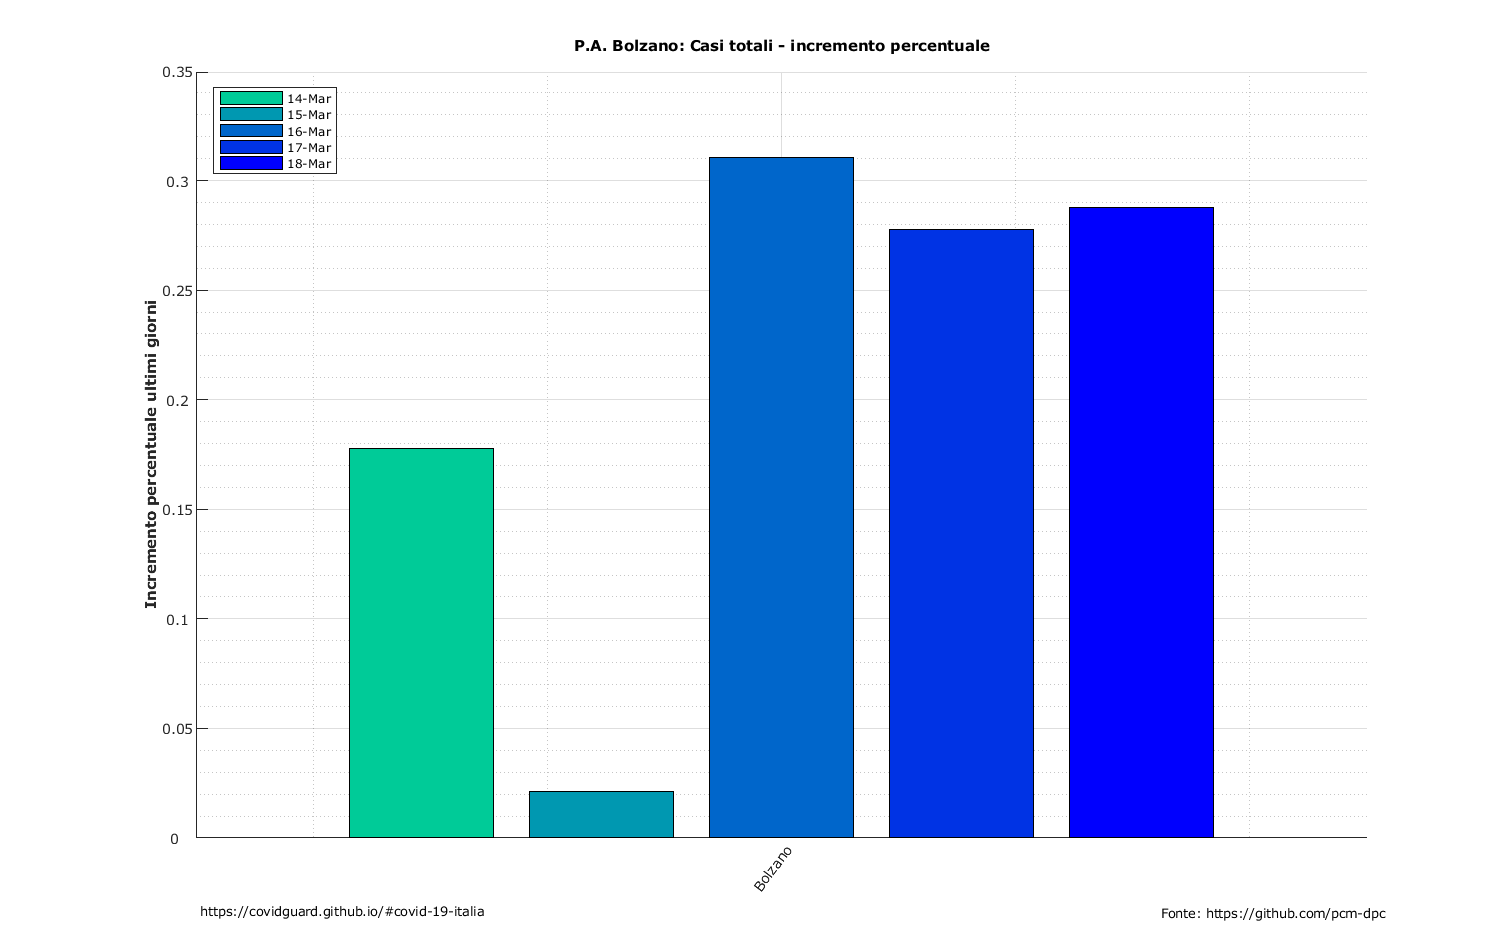 P.A. Bolzano: Casi totali - incremento percentuale
0.35
0.3
0.25
0.2
0.15
0.1
0.05
0
Incremento percentuale ultimi giorni
14-Mar
15-Mar
16-Mar
17-Mar
18-Mar
Bolzano
https://covidguard.github.io/#covid-19-italia
Fonte: https://github.com/pcm-dpc